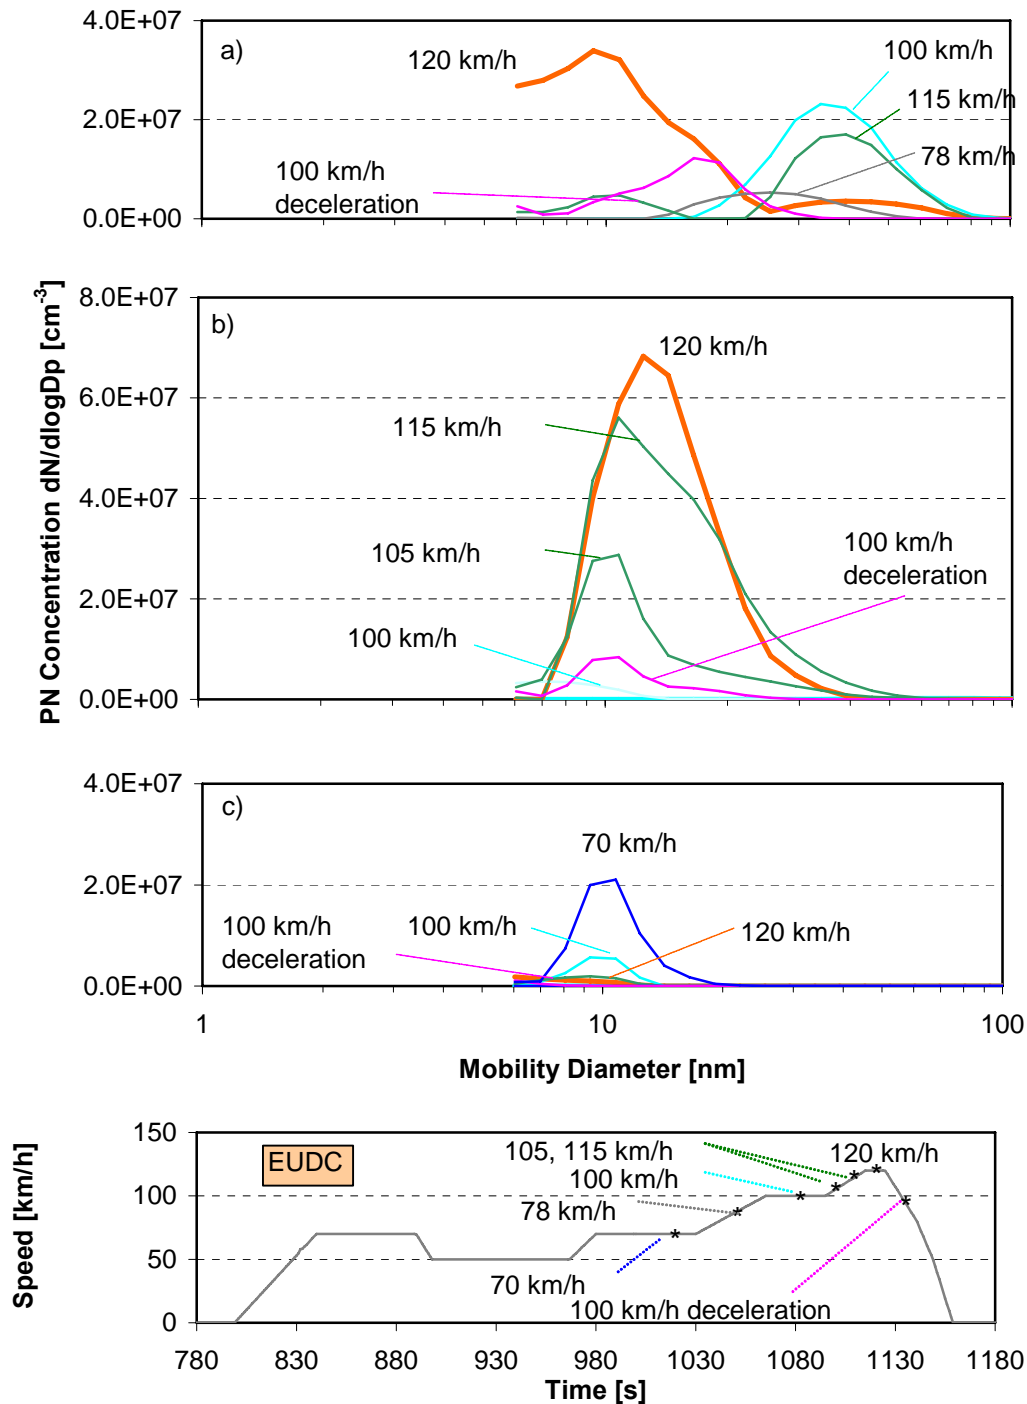 4.0E+07
a)
120 km/h
100 km/h
115 km/h
2.0E+07
78 km/h
100 km/h
deceleration
0.0E+00
PN Concentration dN/dlogDp [cm-3]
8.0E+07
b)
120 km/h
6.0E+07
115 km/h
4.0E+07
105 km/h
100 km/h
deceleration
2.0E+07
100 km/h
0.0E+00
4.0E+07
c)
70 km/h
2.0E+07
100 km/h
deceleration
100 km/h
120 km/h
0.0E+00
1
10
100
Mobility Diameter [nm]
Speed [km/h]
150
EUDC
105, 115 km/h
120 km/h
100 km/h
100
78 km/h
50
70 km/h
100 km/h deceleration
0
780
830
880
930
980
1030
1080
1130
1180
Time [s]